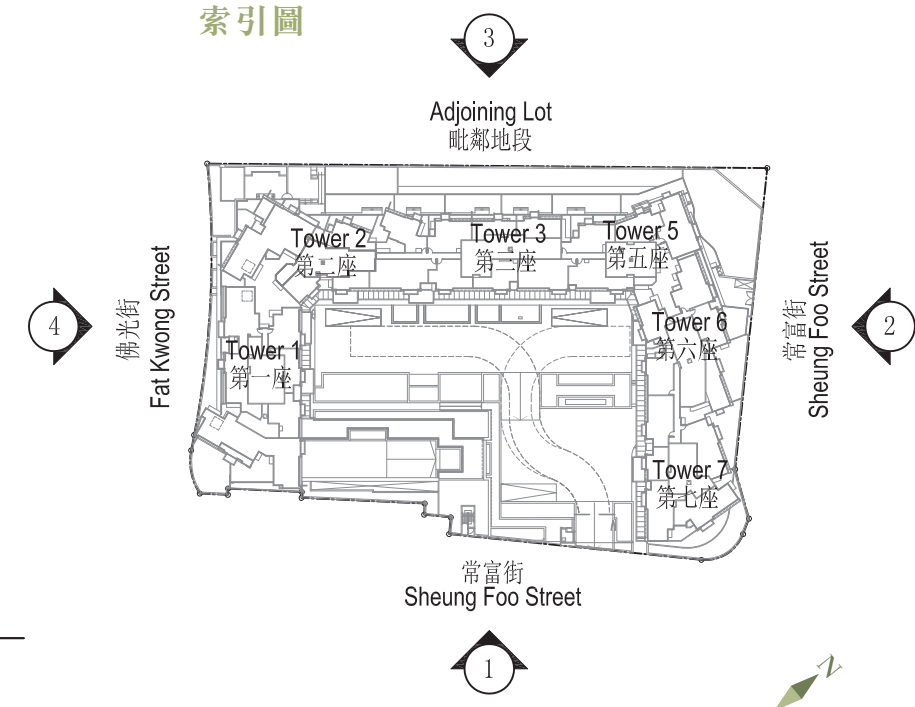 索引圖
3
Adjoining Lot
毗鄰地段
Tower 2
第二座
Tower 3
第三座
Tower 5
第五座
4
佛光街
Fat Kwong Street
Tower 1
第一座
Tower 6
第六座
常富街
Sheung Foo Street
2
Tower 7
第七座
常富街
Sheung Foo Street
1
N